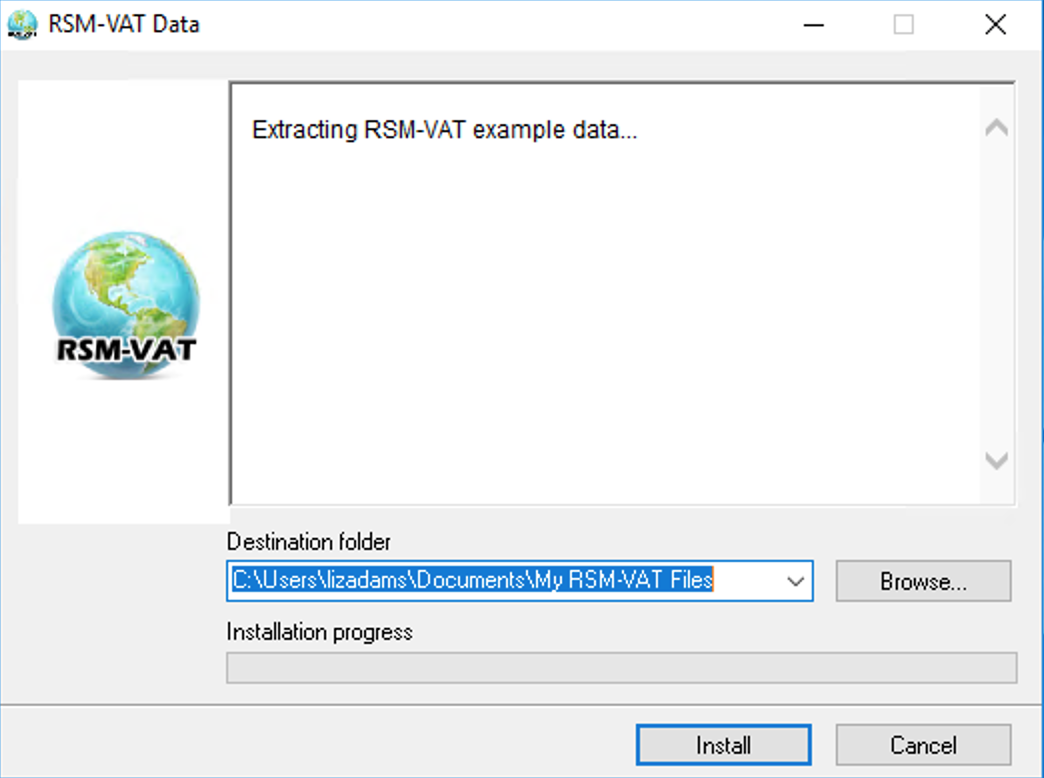 RSM-VAT Data
Extracting RSM-VAT example data...
RSM-VAT
Destination folder
C:\Users\lizadams\Documents\My RSM-VAT Files
Browse...
Installation progress
Install
Cancel